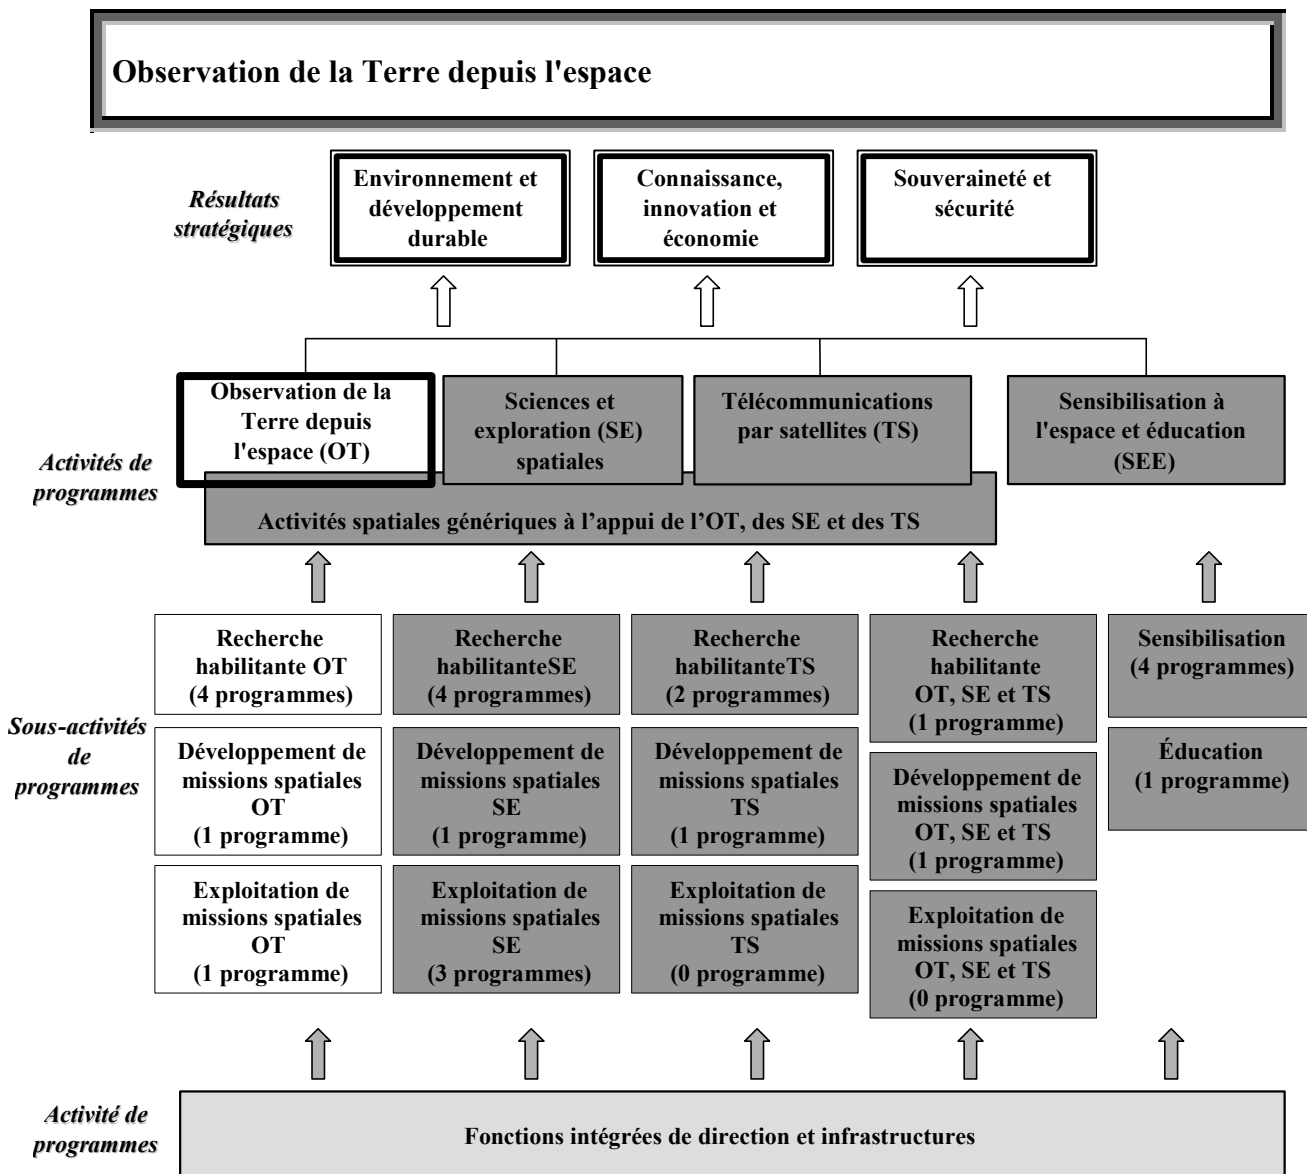 Observation de la Terre depuis l'espace
Résultats
stratégiques
Environnement et
développement
durable
Connaissance,
innovation et
économie
Souveraineté et
sécurité
Activités de
programmes
Observation de la
Terre depuis
l'espace (OT)
Sciences et
exploration (SE)
spatiales
Télécommunications
par satellites (TS)
Sensibilisation à
l'espace et éducation
(SEE)
Activités spatiales génériques à l’appui de l’OT, des SE et des TS
Sous-activités
de
programmes
Recherche
habilitante OT
(4 programmes)
Développement de
missions spatiales
OT
(1 programme)
Exploitation de
missions spatiales
OT
(1 programme)
Recherche
habilitanteSE
(4 programmes)
Développement de
missions spatiales
SE
(1 programme)
Exploitation de
missions spatiales
SE
(3 programmes)
Recherche
habilitanteTS
(2 programmes)
Développement de
missions spatiales
TS
(1 programme)
Exploitation de
missions spatiales
TS
(0 programme)
Recherche
habilitante
OT, SE et TS
(1 programme)
Développement de
missions spatiales
OT, SE et TS
(1 programme)
Exploitation de
missions spatiales
OT, SE et TS
(0 programme)
Sensibilisation
(4 programmes)
Éducation
(1 programme)
Activité de
programmes
Fonctions intégrées de direction et infrastructures